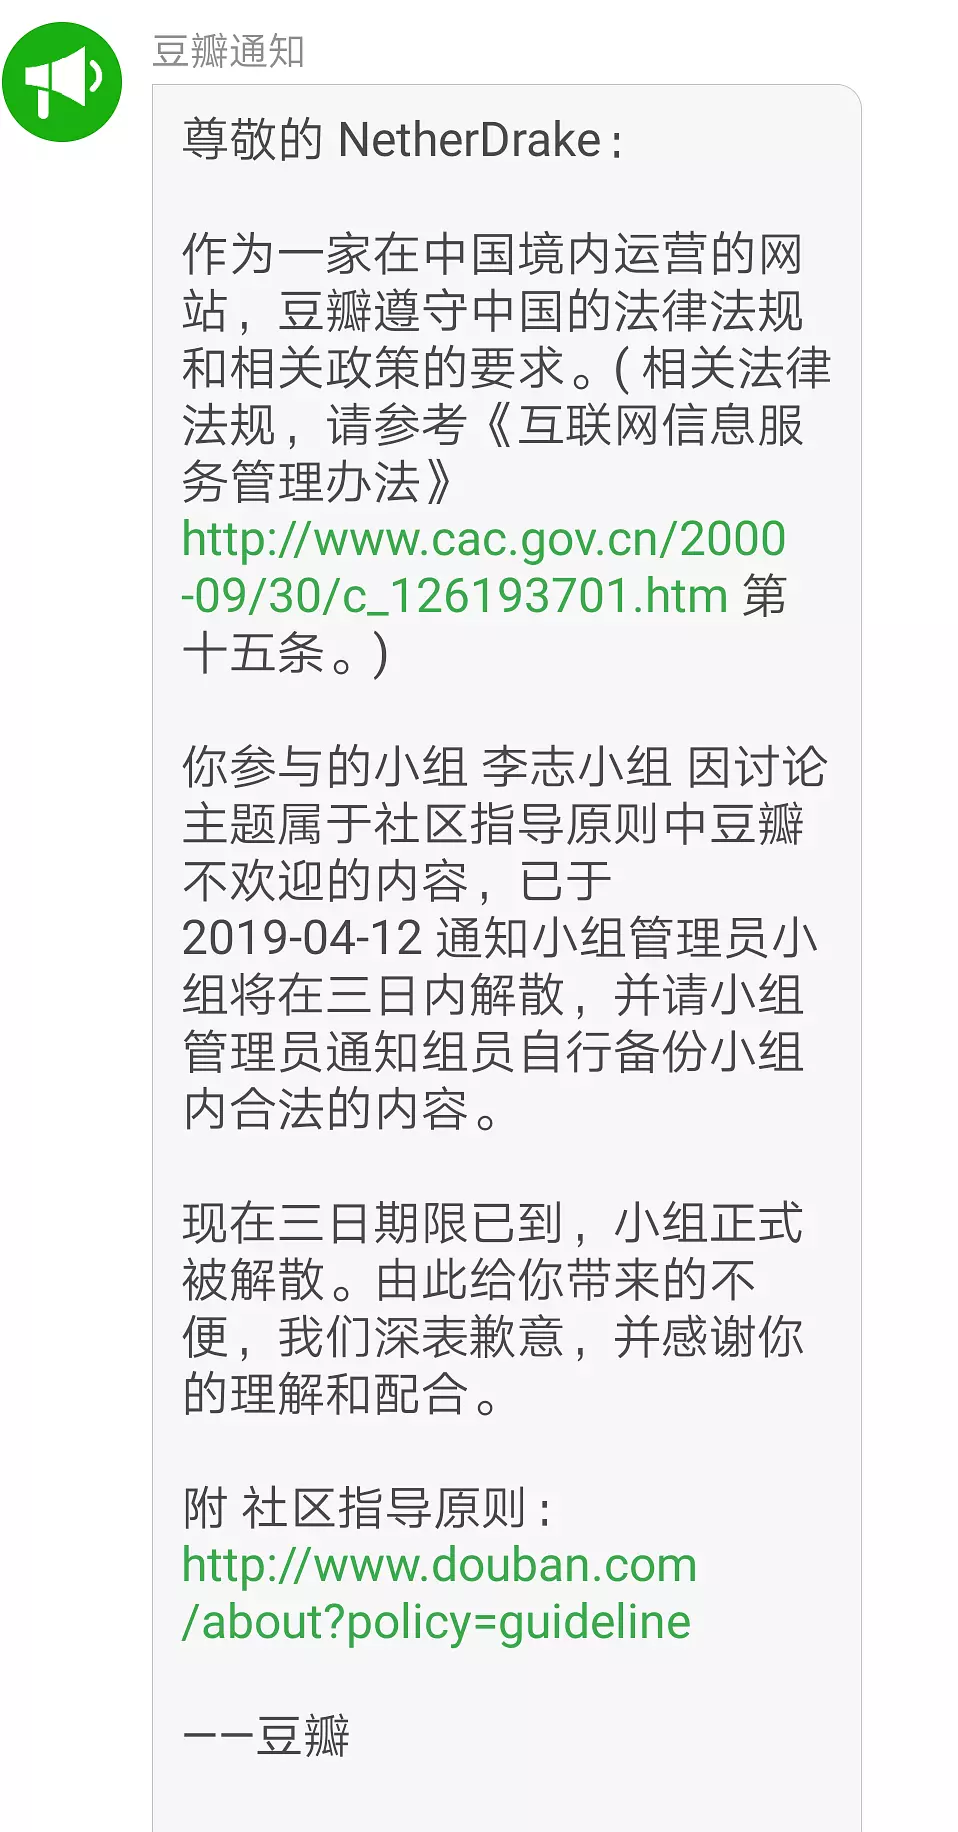 豆瓣通知
尊敬的 NetherDrake：
作为一家在中国境内运营的网
站，豆瓣遵守中国的法律法规
和相关政策的要求。(相关法律
法规，请参考《互联网信息服
务管理办法》
http://www.cac.gov.cn/2000
-09/30/c_126193701.htm 第
十五条。)
你参与的小组 李志小组 因讨论
主题属于社区指导原则中豆瓣
不欢迎的内容，已于
2019-04-12 通知小组管理员小
组将在三日内解散，并请小组
管理员通知组员自行备份小组
内合法的内容。
现在三日期限已到，小组正式
被解散。由此给你带来的不
便，我们深表歉意，并感谢你
的理解和配合。
附 社区指导原则：
http://www.douban.com
/about?policy=guideline
——豆瓣